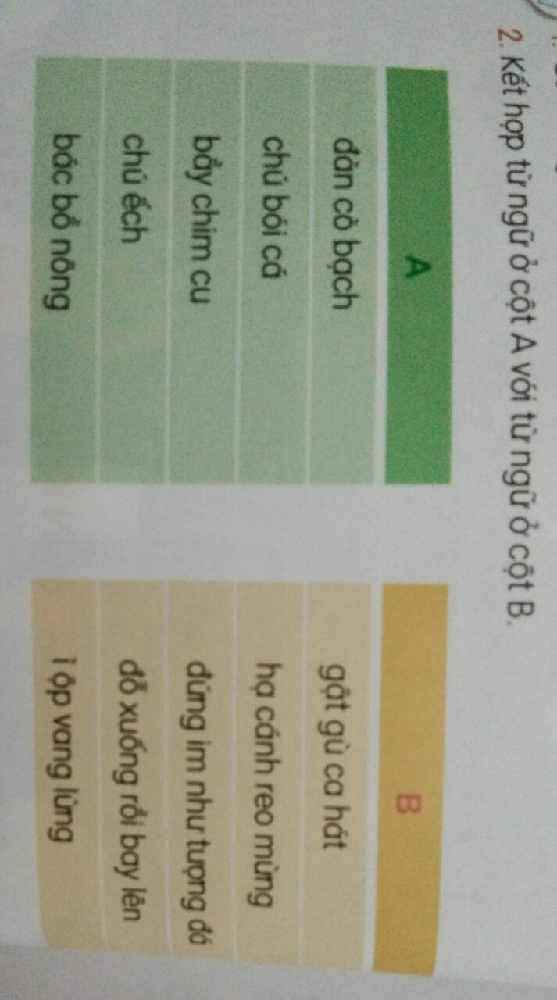 2. Kết hợp từ ngữ ở cột A với từ ngữ ở cột B.
A
đàn cò bạch
chú bói cá
bầy chim cu
chú ếch
bác bồ nông
B
gật gù ca hát
hạ cánh reo mừng
đứng im như tượng đá
đỗ xuống rồi bay lên
ì ộp vang lừng